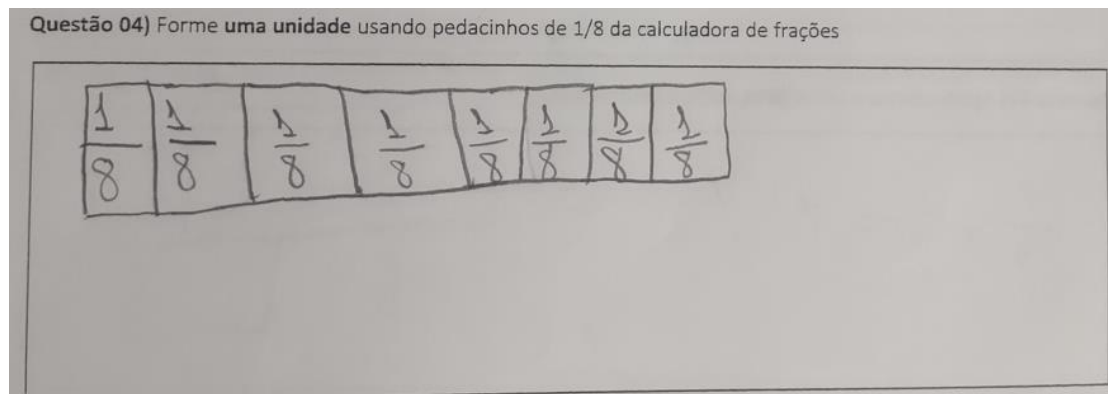 Questão 04) Forme uma unidade usando pedacinhos de 1/8 da calculadora de frações
1/8 1/8 1/8 1/8 1/8 1/8 1/8 1/8